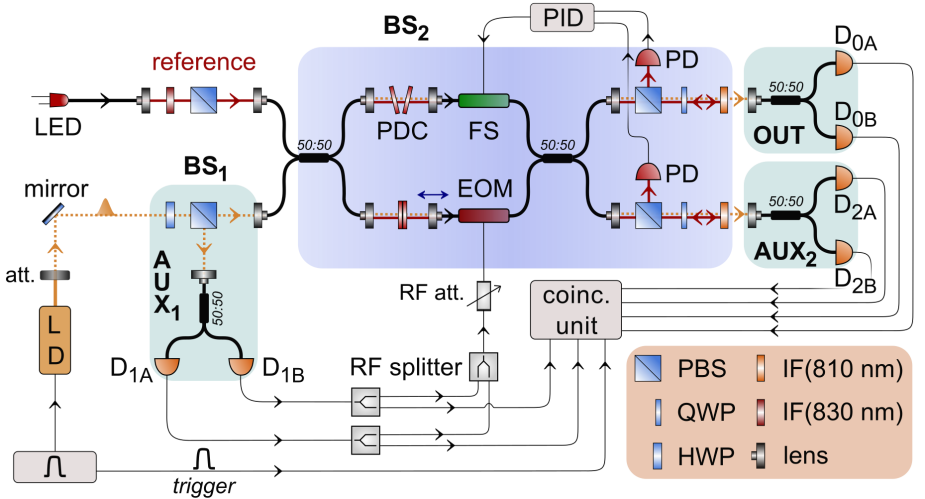 BS2
PID
reference
PD
D0A
LED
PDC
FS
50:50
50:50
50:50
OUT
D0B
BS1
mirror
EOM
PD
D2A
50:50
AUX2
att.
AUX1
50:50
D2B
RF att.
coinc.
unit
LD
D1A
D1B
RF splitter
PBS
IF(810 nm)
QWP
IF(830 nm)
HWP
lens
trigger